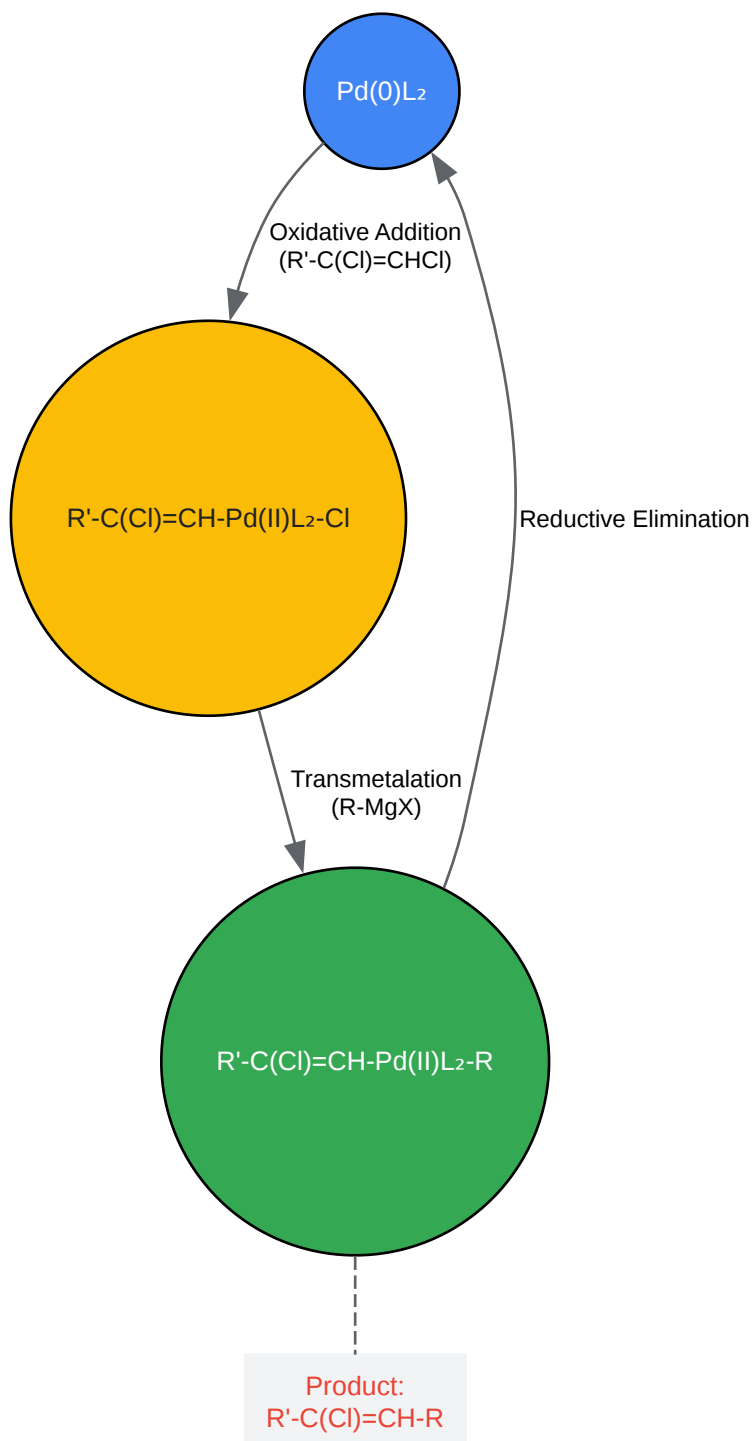 Pd(0)L₂
Oxidative Addition
(R'-C(Cl)=CHCl)
R'-C(Cl)=CH-Pd(II)L₂-Cl
Reductive Elimination
Transmetalation
(R-MgX)
R'-C(Cl)=CH-Pd(II)L₂-R
Product:
R'-C(Cl)=CH-R